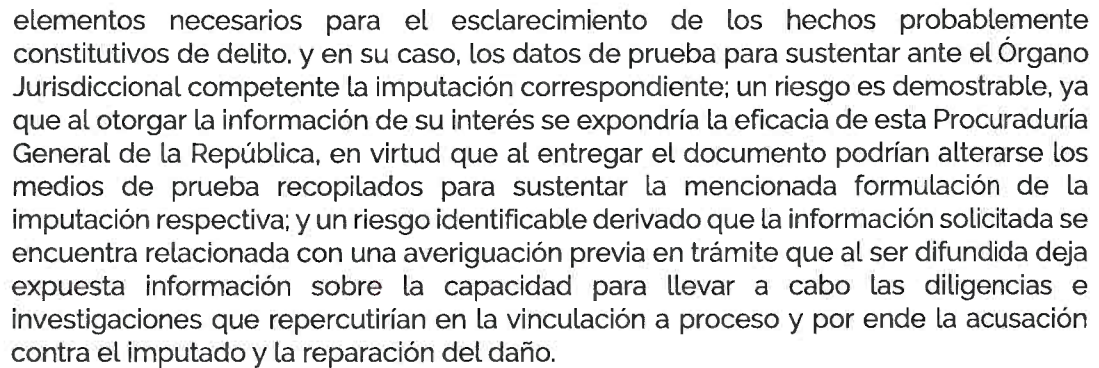 elementos necesarios para el esclarecimiento de los hechos probablemente
constitutivos de delito. y en su caso, los datos de prueba para sustentar ante el Órgano
Jurisdiccional competente la imputación correspondiente; un riesgo es demostrable, ya
que al otorgar la información de su interés se expondría la eficacia de esta Procuraduría
General de la República, en virtud que al entregar el documento podrían alterarse los
medios de prueba recopilados para sustentar la mencionada formulación de la
imputación respectiva; y un riesgo identificable derivado que la información solicitada se
encuentra relacionada con una averiguación previa en trámite que al ser difundida deja
expuesta información sobre la capacidad para llevar a cabo las diligencias e
investigaciones que repercutirían en la vinculación a proceso y por ende la acusación
contra el imputado y la reparación del daño.